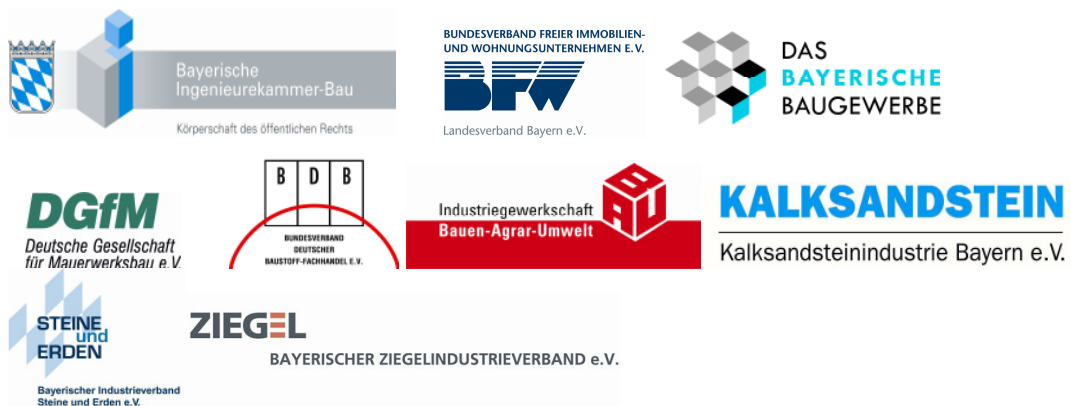 Bayerische
Ingenieurekammer-Bau
Körperschaft des öffentlichen Rechts
BUNDESVERBAND FREIER IMMOBILIEN-
UND WOHNUNGSUNTERNEHMEN E.V.
BFW
Landesverband Bayern e.V.
DAS
BAYERISCHE
BAUGEWERBE
DGfM
Deutsche Gesellschaft
für Mauerwerksbau e.V.
B D B
BUNDESVERBAND
DEUTSCHER
BAUSTOFF-FACHHANDEL E.V.
Industriegewerkschaft
Bauen-Agrar-Umwelt
BAU
KALKSANDSTEIN
Kalksandsteinindustrie Bayern e.V.
STEINE
und
ERDEN
Bayerischer Industrieverband
Steine und Erden e.V.
ZIEGEL
BAYERISCHER ZIEGELINDUSTRIEVERBAND e.V.